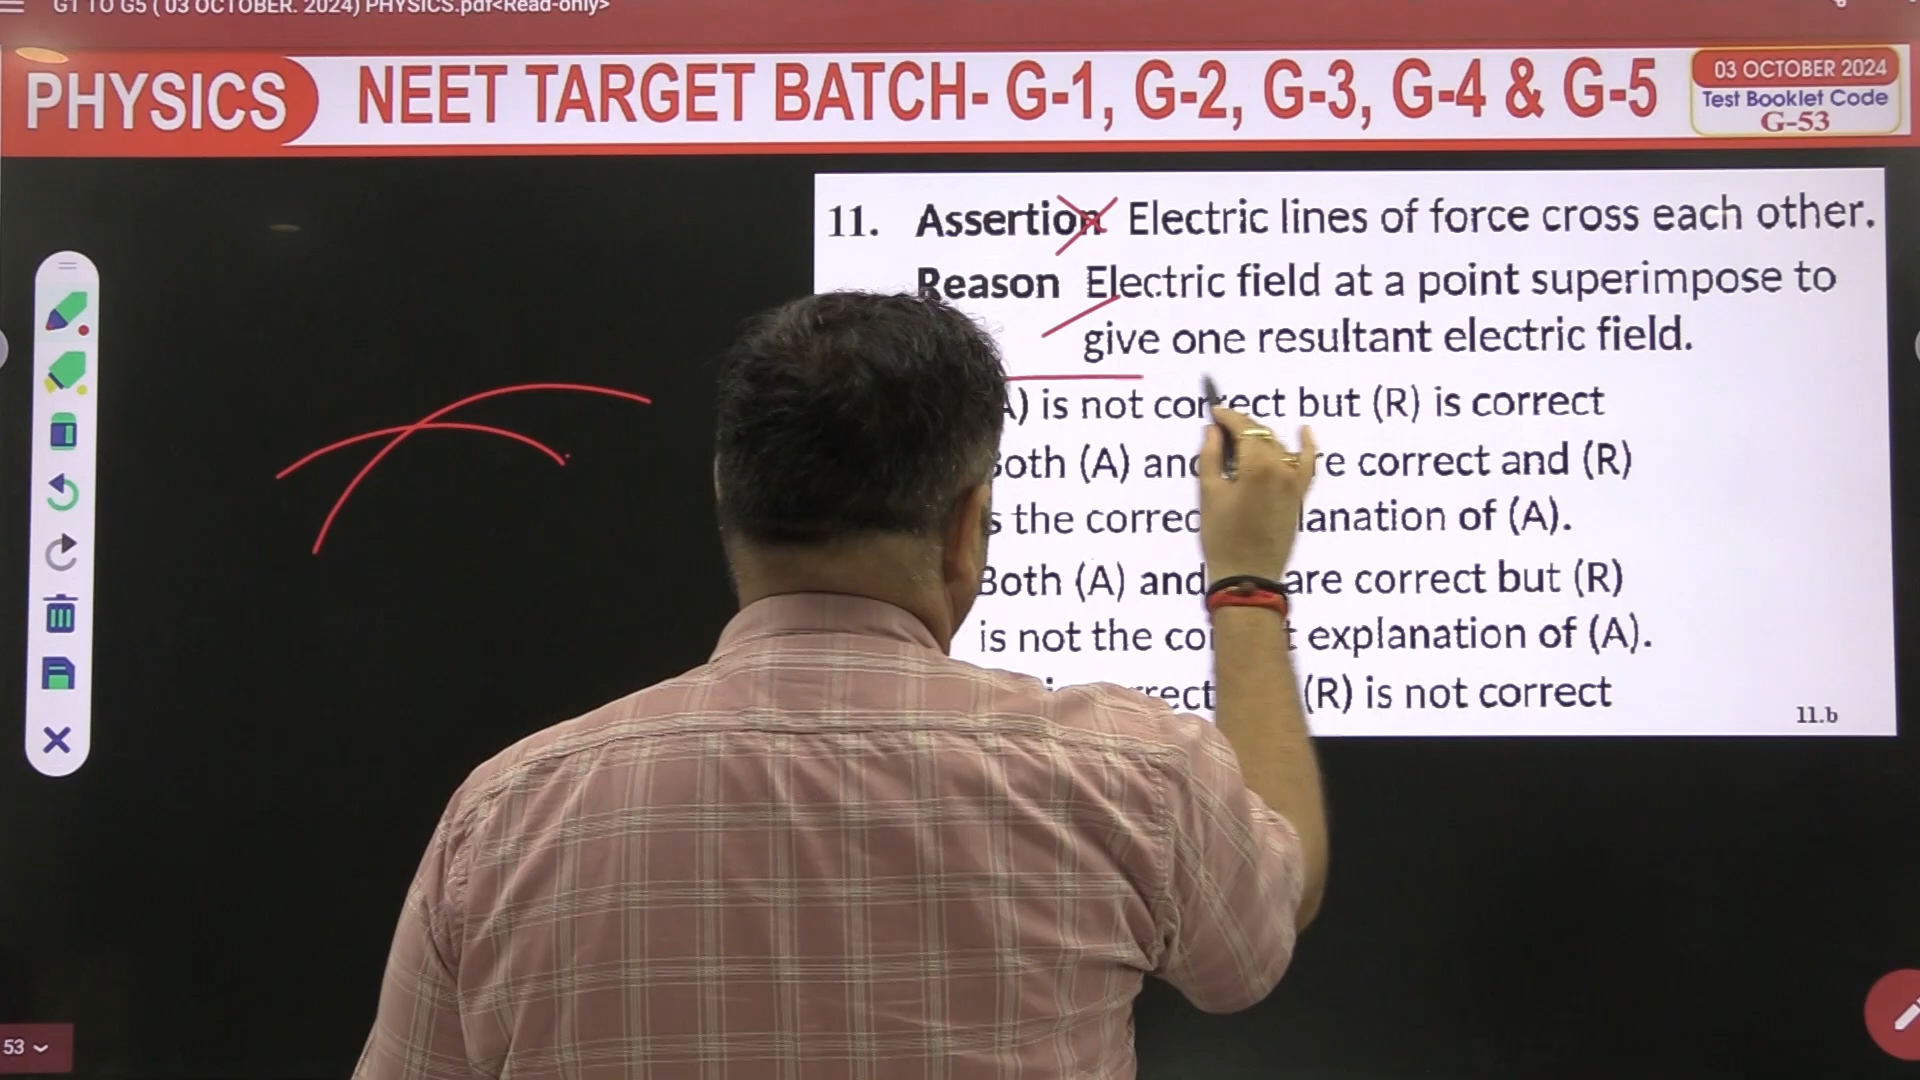 G1 TO G5 ( 03 OCTOBER. 2024) PHYSICS.pdf<Read-only>
PHYSICS
NEET TARGET BATCH- G-1, G-2, G-3, G-4 & G-5
03 OCTOBER 2024
Test Booklet Code
G-53
11. Assertion Electric lines of force cross each other.
Reason Electric field at a point superimpose to
give one resultant electric field.
A) is not correct but (R) is correct
Both (A) and re correct and (R)
the correc lanation of (A).
Both (A) and are correct but (R)
is not the co t explanation of (A).
rect (R) is not correct
11.b
53